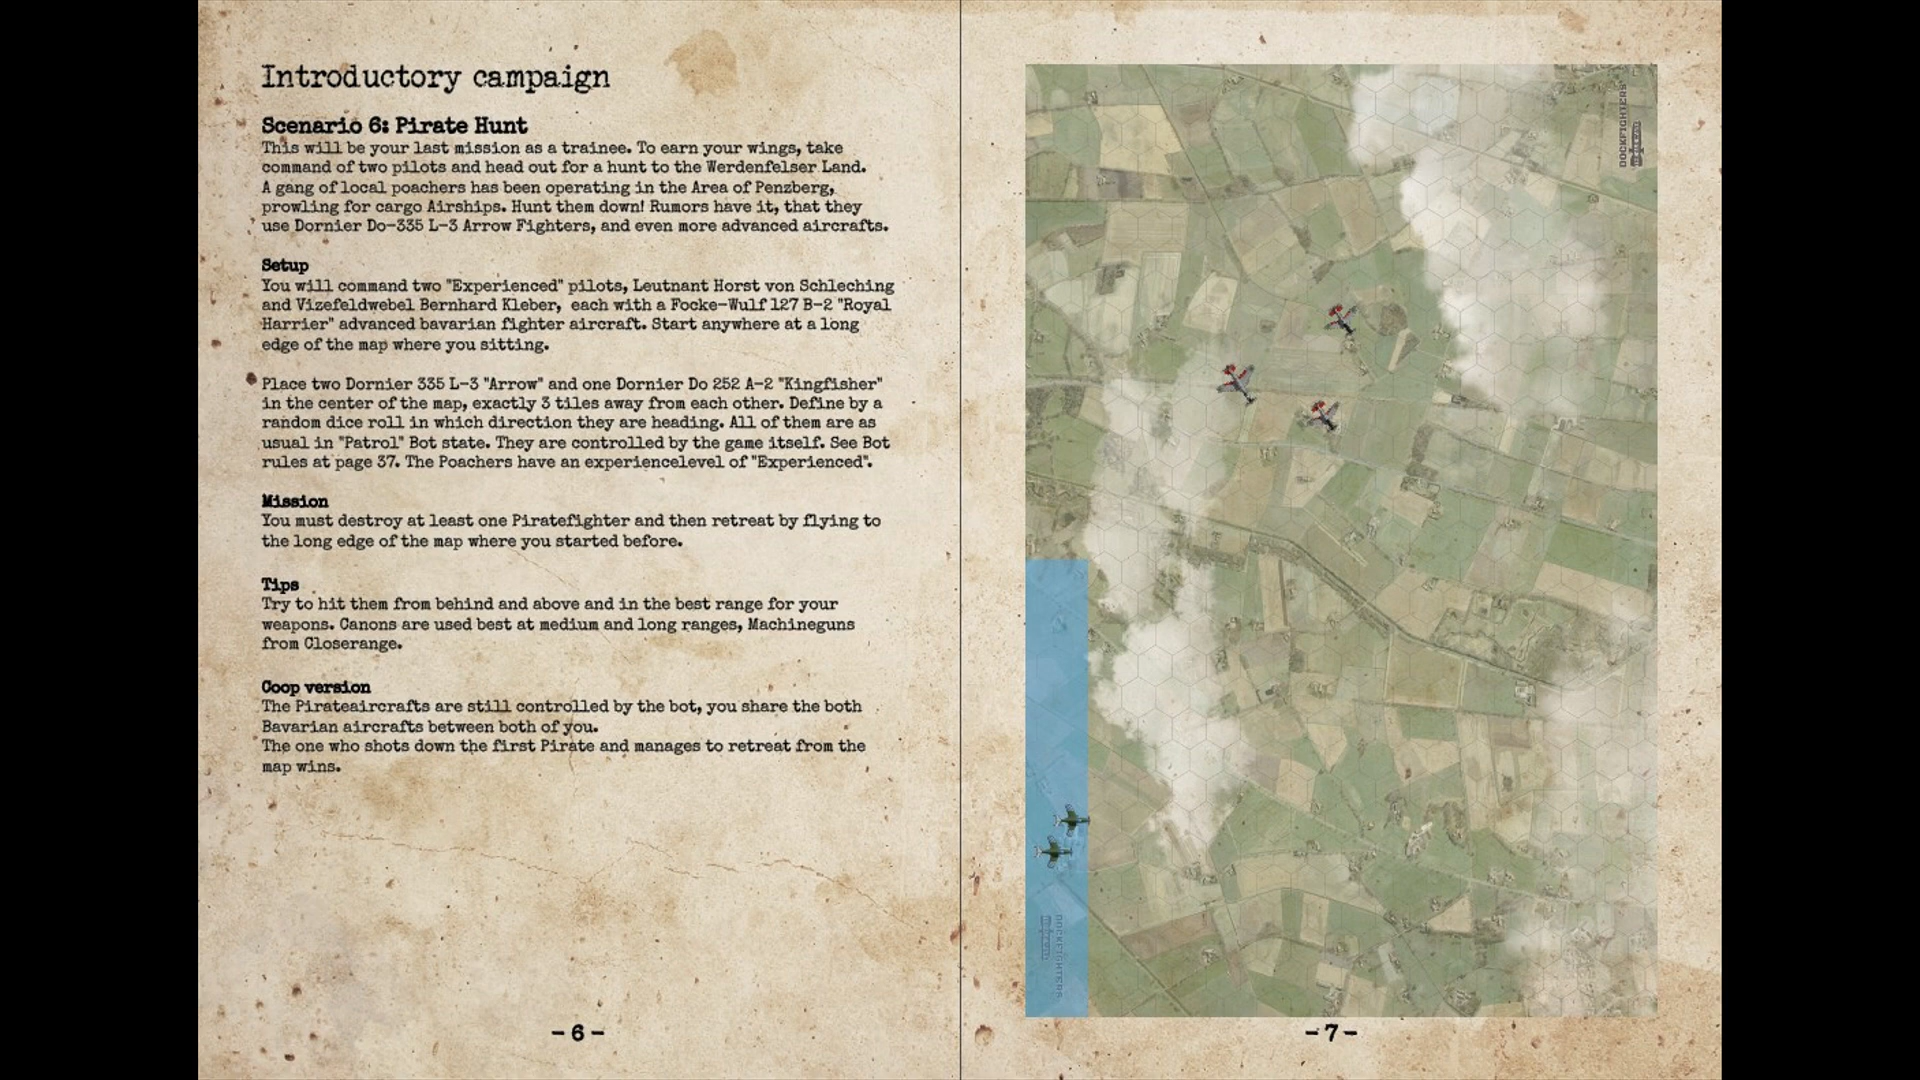 Introductory campaign
Scenario 6: Pirate Hunt
This will be your last mission as a trainee. To earn your wings, take
command of two pilots and head out for a hunt to the Werdenfelser Land.
A gang of local poachers has been operating in the Area of Penzberg,
prowling for cargo Airships. Hunt them down! Rumors have it, that they
use Dornier Do-335 L-3 Arrow Fighters, and even more advanced aircrafts.
Setup
You will command two "Experienced" pilots, Leutnant Horst von Schleching
and Vizefeldwebel Bernhard Kleber, each with a Focke-Wulf 127 B-2 "Royal
Harrier" advanced bavarian fighter aircraft. Start anywhere at a long
edge of the map where you sitting.
Place two Dornier 335 L-3 "Arrow" and one Dornier Do 252 A-2 "Kingfisher"
in the center of the map, exactly 3 tiles away from each other. Define by a
random dice roll in which direction they are heading. All of them are as
usual in "Patrol" Bot state. They are controlled by the game itself. See Bot
rules at page 37. The Poachers have an experiencelevel of "Experienced".
Mission
You must destroy at least one Piratefighter and then retreat by flying to
the long edge of the map where you started before.
Tips
Try to hit them from behind and above and in the best range for your
weapons. Canons are used best at medium and long ranges, Machineguns
from Closerange.
Coop version
The Pirateaircrafts are still controlled by the bot, you share the both
Bavarian aircrafts between both of you.
The one who shots down the first Pirate and manages to retreat from the
map wins.
- 6 -
DOCKFIGHTERS
DOCKFIGHTERS
- 7 -